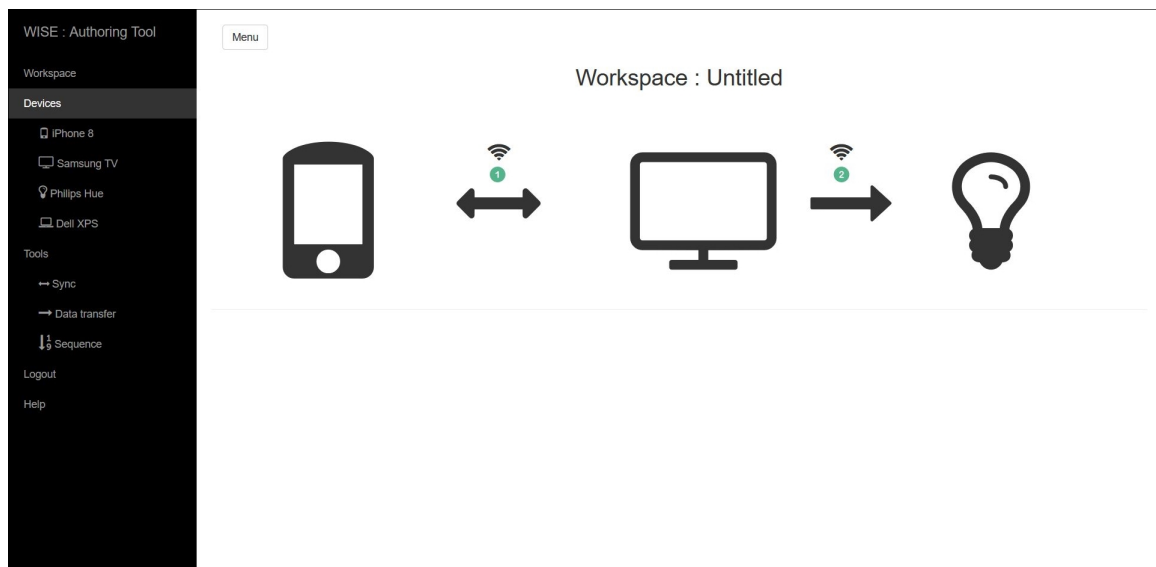 WISE : Authoring Tool
Workspace
Devices
iPhone 8
Samsung TV
Philips Hue
Dell XPS
Tools
Sync
Data transfer
1
9 Sequence
Logout
Help
Menu
Workspace : Untitled
1
2